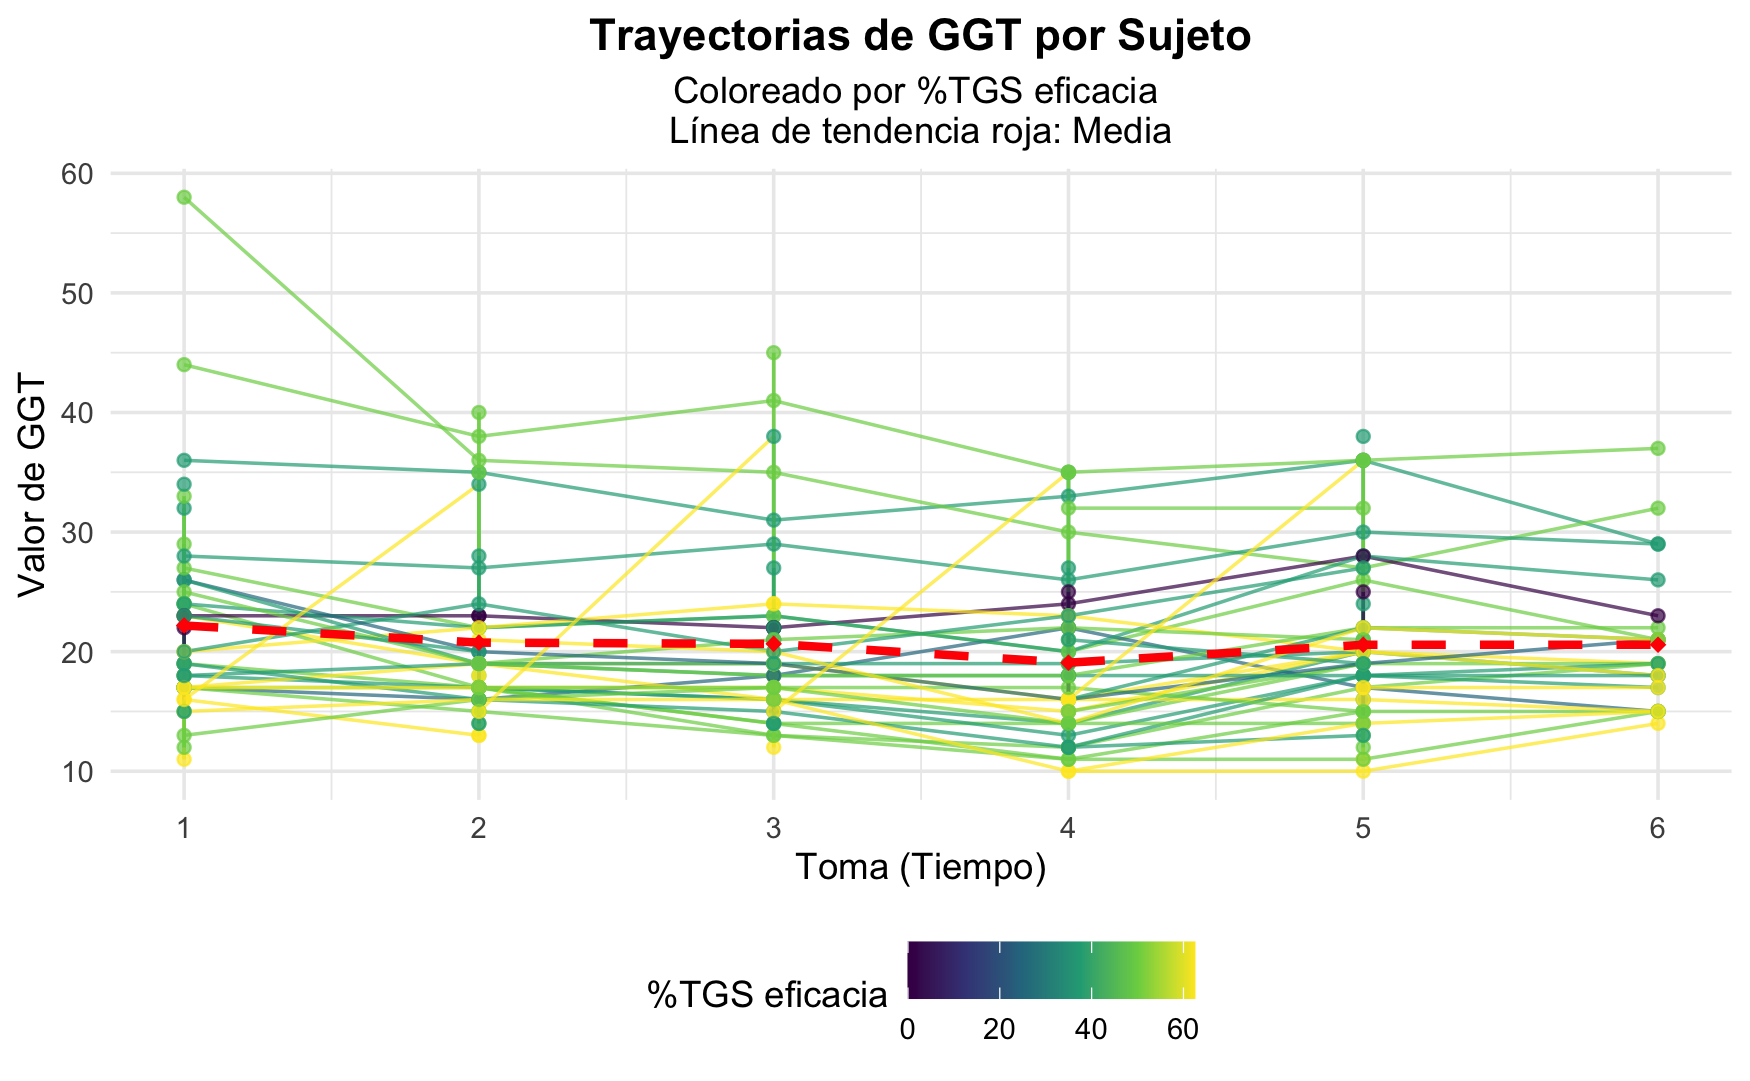 Trayectorias de GGT por Sujeto
Coloreado por %TGS eficacia
Línea de tendencia roja: Media
Valor de GGT
60
50
40
30
20
10
1 2 3 4 5 6
Toma (Tiempo)
%TGS eficacia
0 20 40 60